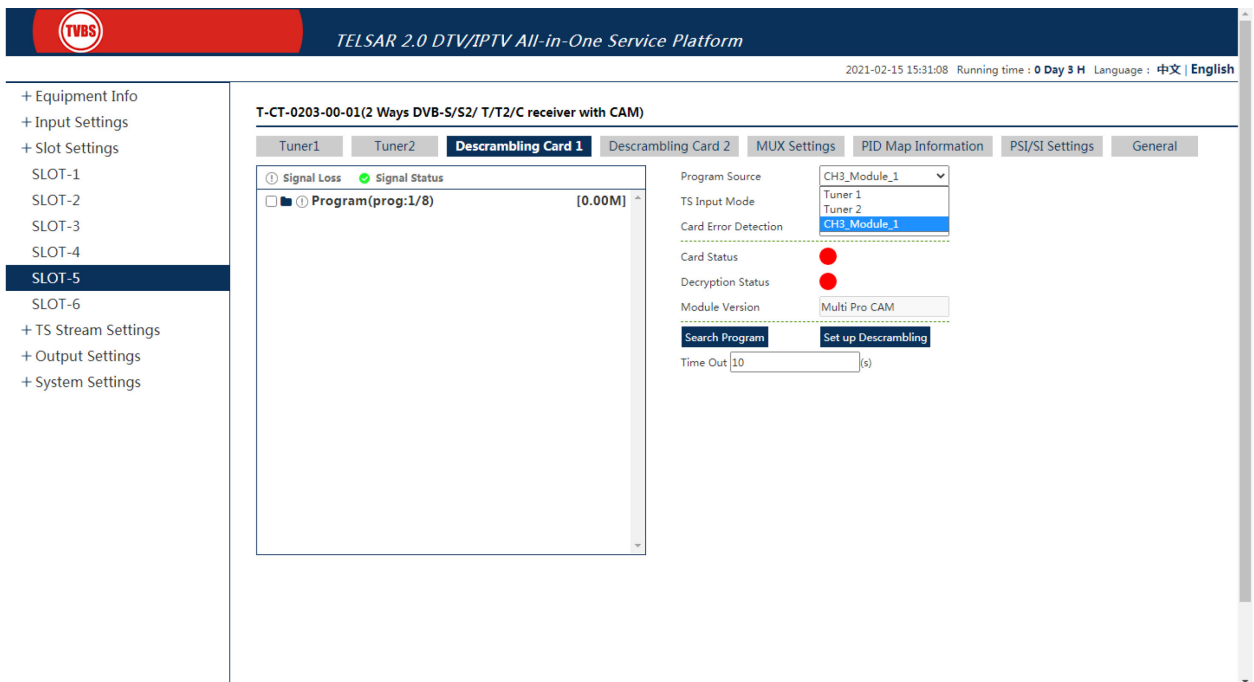 TVBS
TELSAR 2.0 DTV/IPTV All-in-One Service Platform
2021-02-15 15:31:08 Running time : 0 Day 3 H Language : 中文 | English
+ Equipment Info
+ Input Settings
+ Slot Settings
SLOT-1
SLOT-2
SLOT-3
SLOT-4
SLOT-5
SLOT-6
+ TS Stream Settings
+ Output Settings
+ System Settings
T-CT-0203-00-01(2 Ways DVB-S/S2/ T/T2/C receiver with CAM)
Tuner1 Tuner2 Descrambling Card 1 Descrambling Card 2 MUX Settings PID Map Information PSI/SI Settings General
Signal Loss Signal Status
Program(prog:1/8) [0.00M]
Program Source CH3_Module_1
Tuner 1
TS Input Mode
Tuner 2
Card Error Detection CH3_Module_1
Card Status
Decryption Status
Module Version Multi Pro CAM
Search Program Set up Descrambling
Time Out 10 (s)